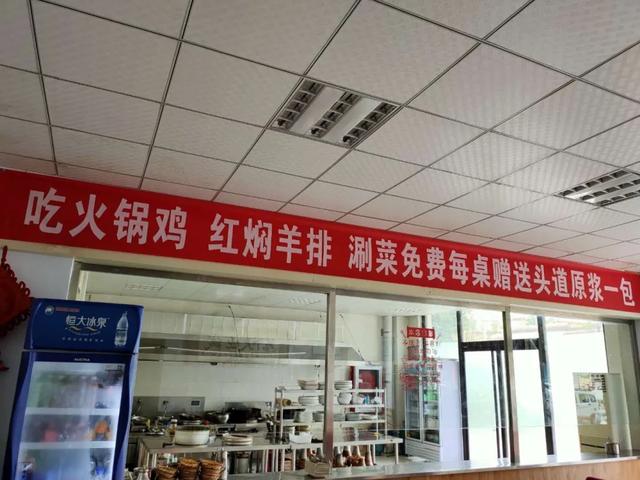 吃火锅鸡 红焖羊排 涮菜免费每桌赠送头道原浆一包
恒大冰泉